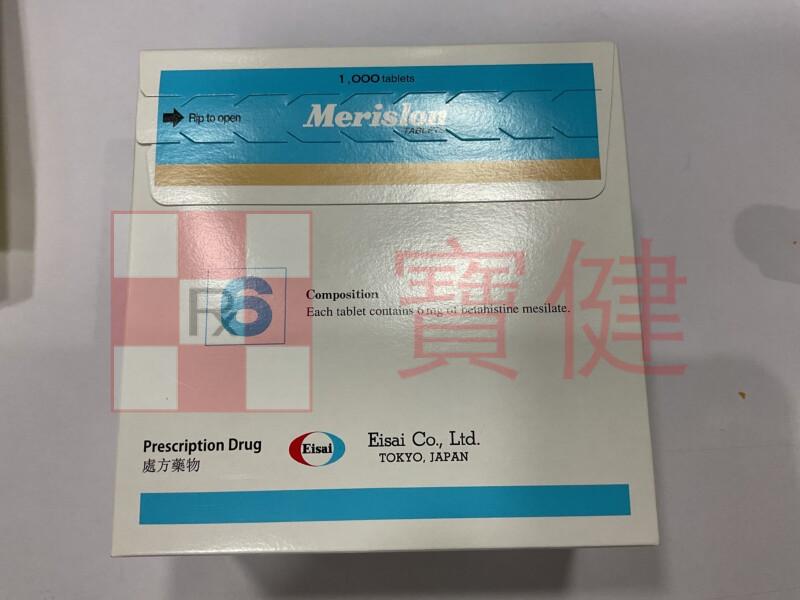 1,000 tablets
Rip to open
Merislon
TABLETS
Rx6
Composition
Each tablet contains 6 mg of betahistine mesilate.
寶健
Prescription Drug
處方藥物
Eisai
Eisai Co., Ltd.
TOKYO, JAPAN